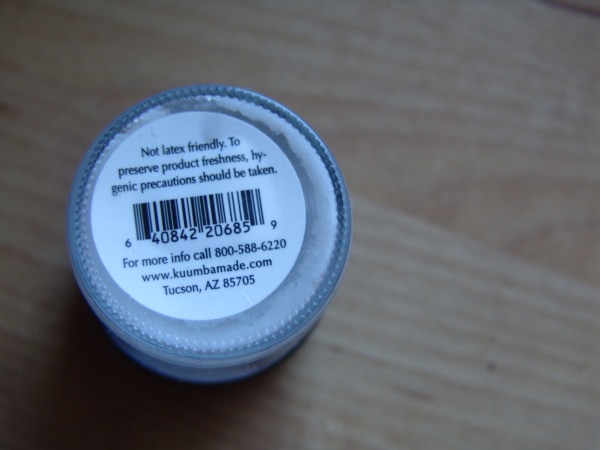 Not latex friendly. To
preserve product freshness, hy-
genic precautions should be taken.
6 40842 20685 9
For more info call 800-588-6220
www.kuumbamade.com
Tucson, AZ 85705